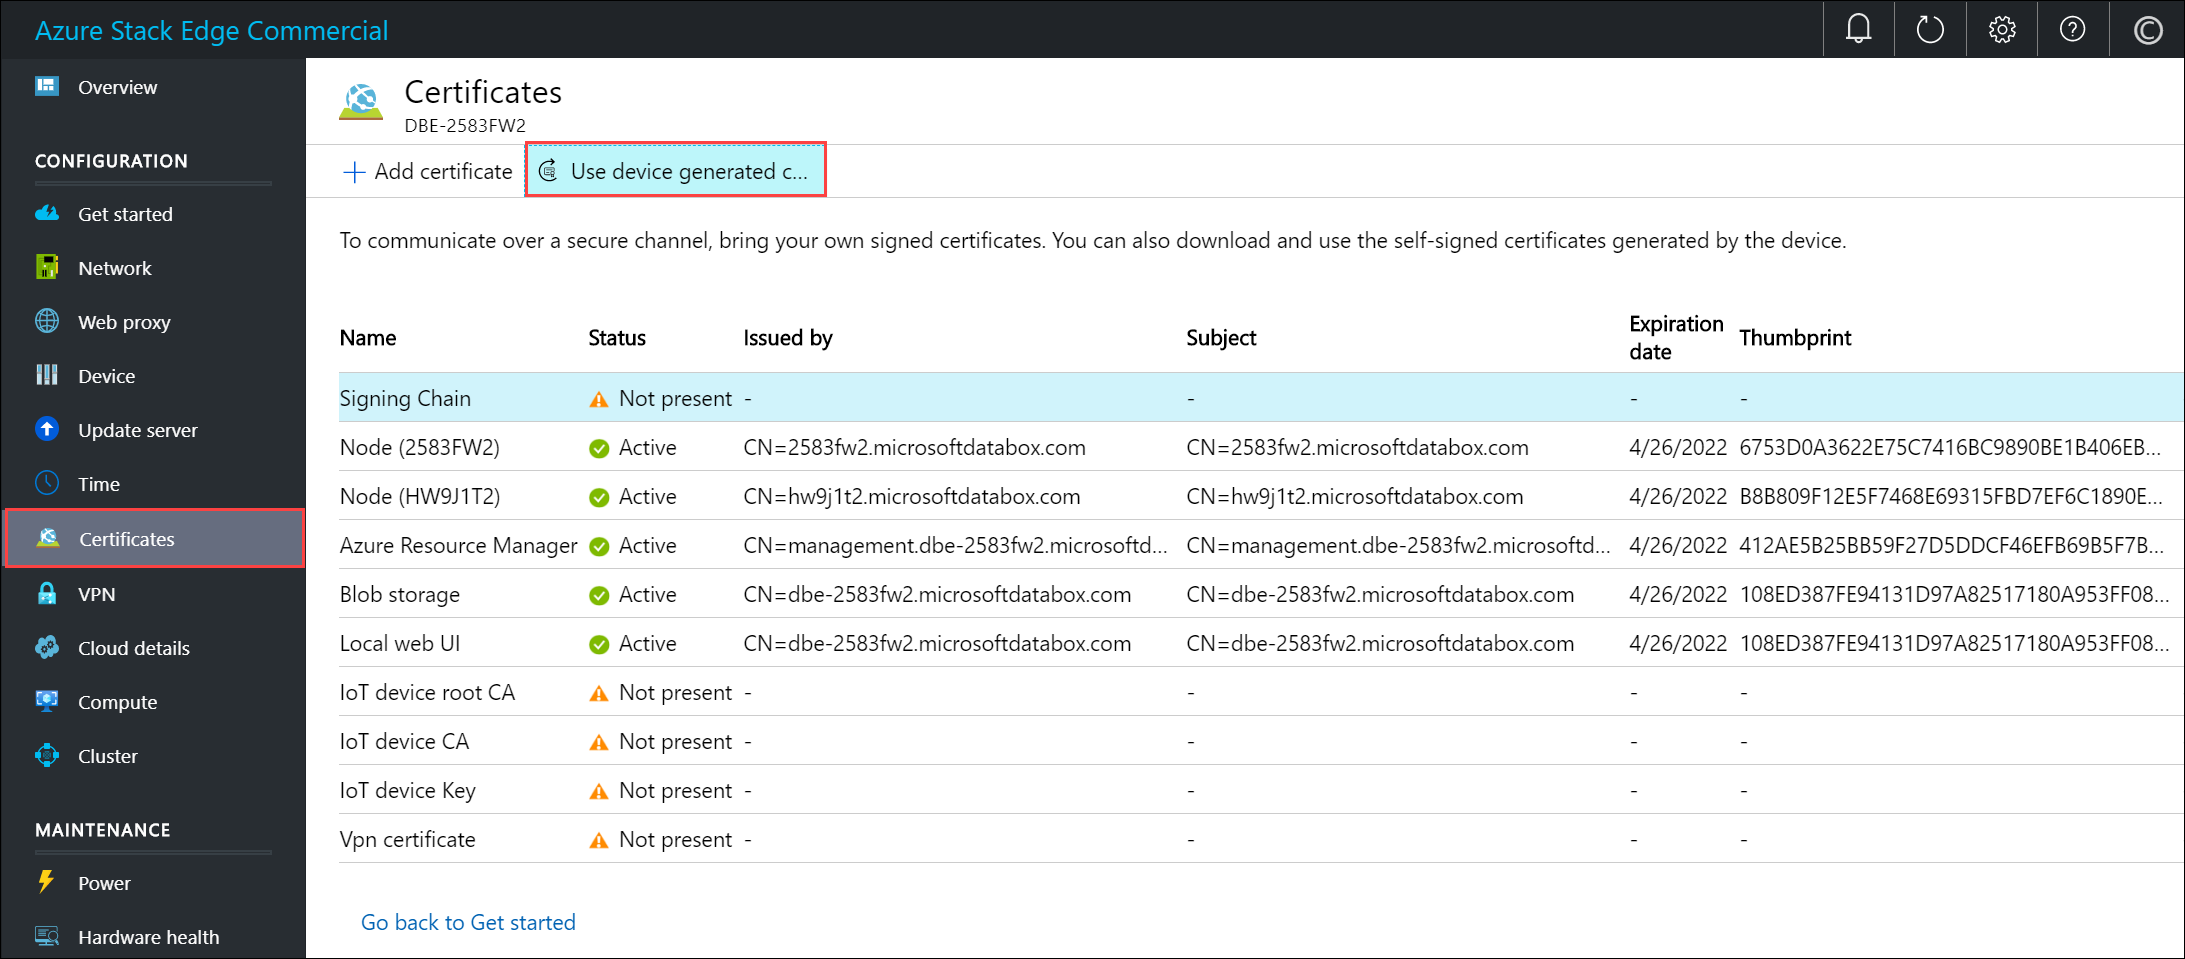 Azure Stack Edge Commercial
Overview
CONFIGURATION
Get started
Network
Web proxy
Device
Update server
Time
Certificates
VPN
Cloud details
Compute
Cluster
MAINTENANCE
Power
Hardware health
Certificates
DBE-2583FW2
Add certificate
Use device generated c...
To communicate over a secure channel, bring your own signed certificates. You can also download and use the self-signed certificates generated by the device.
Name Status Issued by Subject Expiration date Thumbprint
Signing Chain Not present - - - -
Node (2583FW2) Active CN=2583fw2.microsoftdatabox.com CN=2583fw2.microsoftdatabox.com 4/26/2022 6753D0A3622E75C7416BC9890BE1B406EB...
Node (HW9J1T2) Active CN=hw9j1t2.microsoftdatabox.com CN=hw9j1t2.microsoftdatabox.com 4/26/2022 B8B809F12E5F7468E69315FBD7EF6C1890E...
Azure Resource Manager Active CN=management.dbe-2583fw2.microsoftd... CN=management.dbe-2583fw2.microsoftd... 4/26/2022 412AE5B25BB59F27D5DDCF46EFB69B5F7B...
Blob storage Active CN=dbe-2583fw2.microsoftdatabox.com CN=dbe-2583fw2.microsoftdatabox.com 4/26/2022 108ED387FE94131D97A82517180A953FF08...
Local web UI Active CN=dbe-2583fw2.microsoftdatabox.com CN=dbe-2583fw2.microsoftdatabox.com 4/26/2022 108ED387FE94131D97A82517180A953FF08...
IoT device root CA Not present - - - -
IoT device CA Not present - - - -
IoT device Key Not present - - - -
Vpn certificate Not present - - - -
Go back to Get started